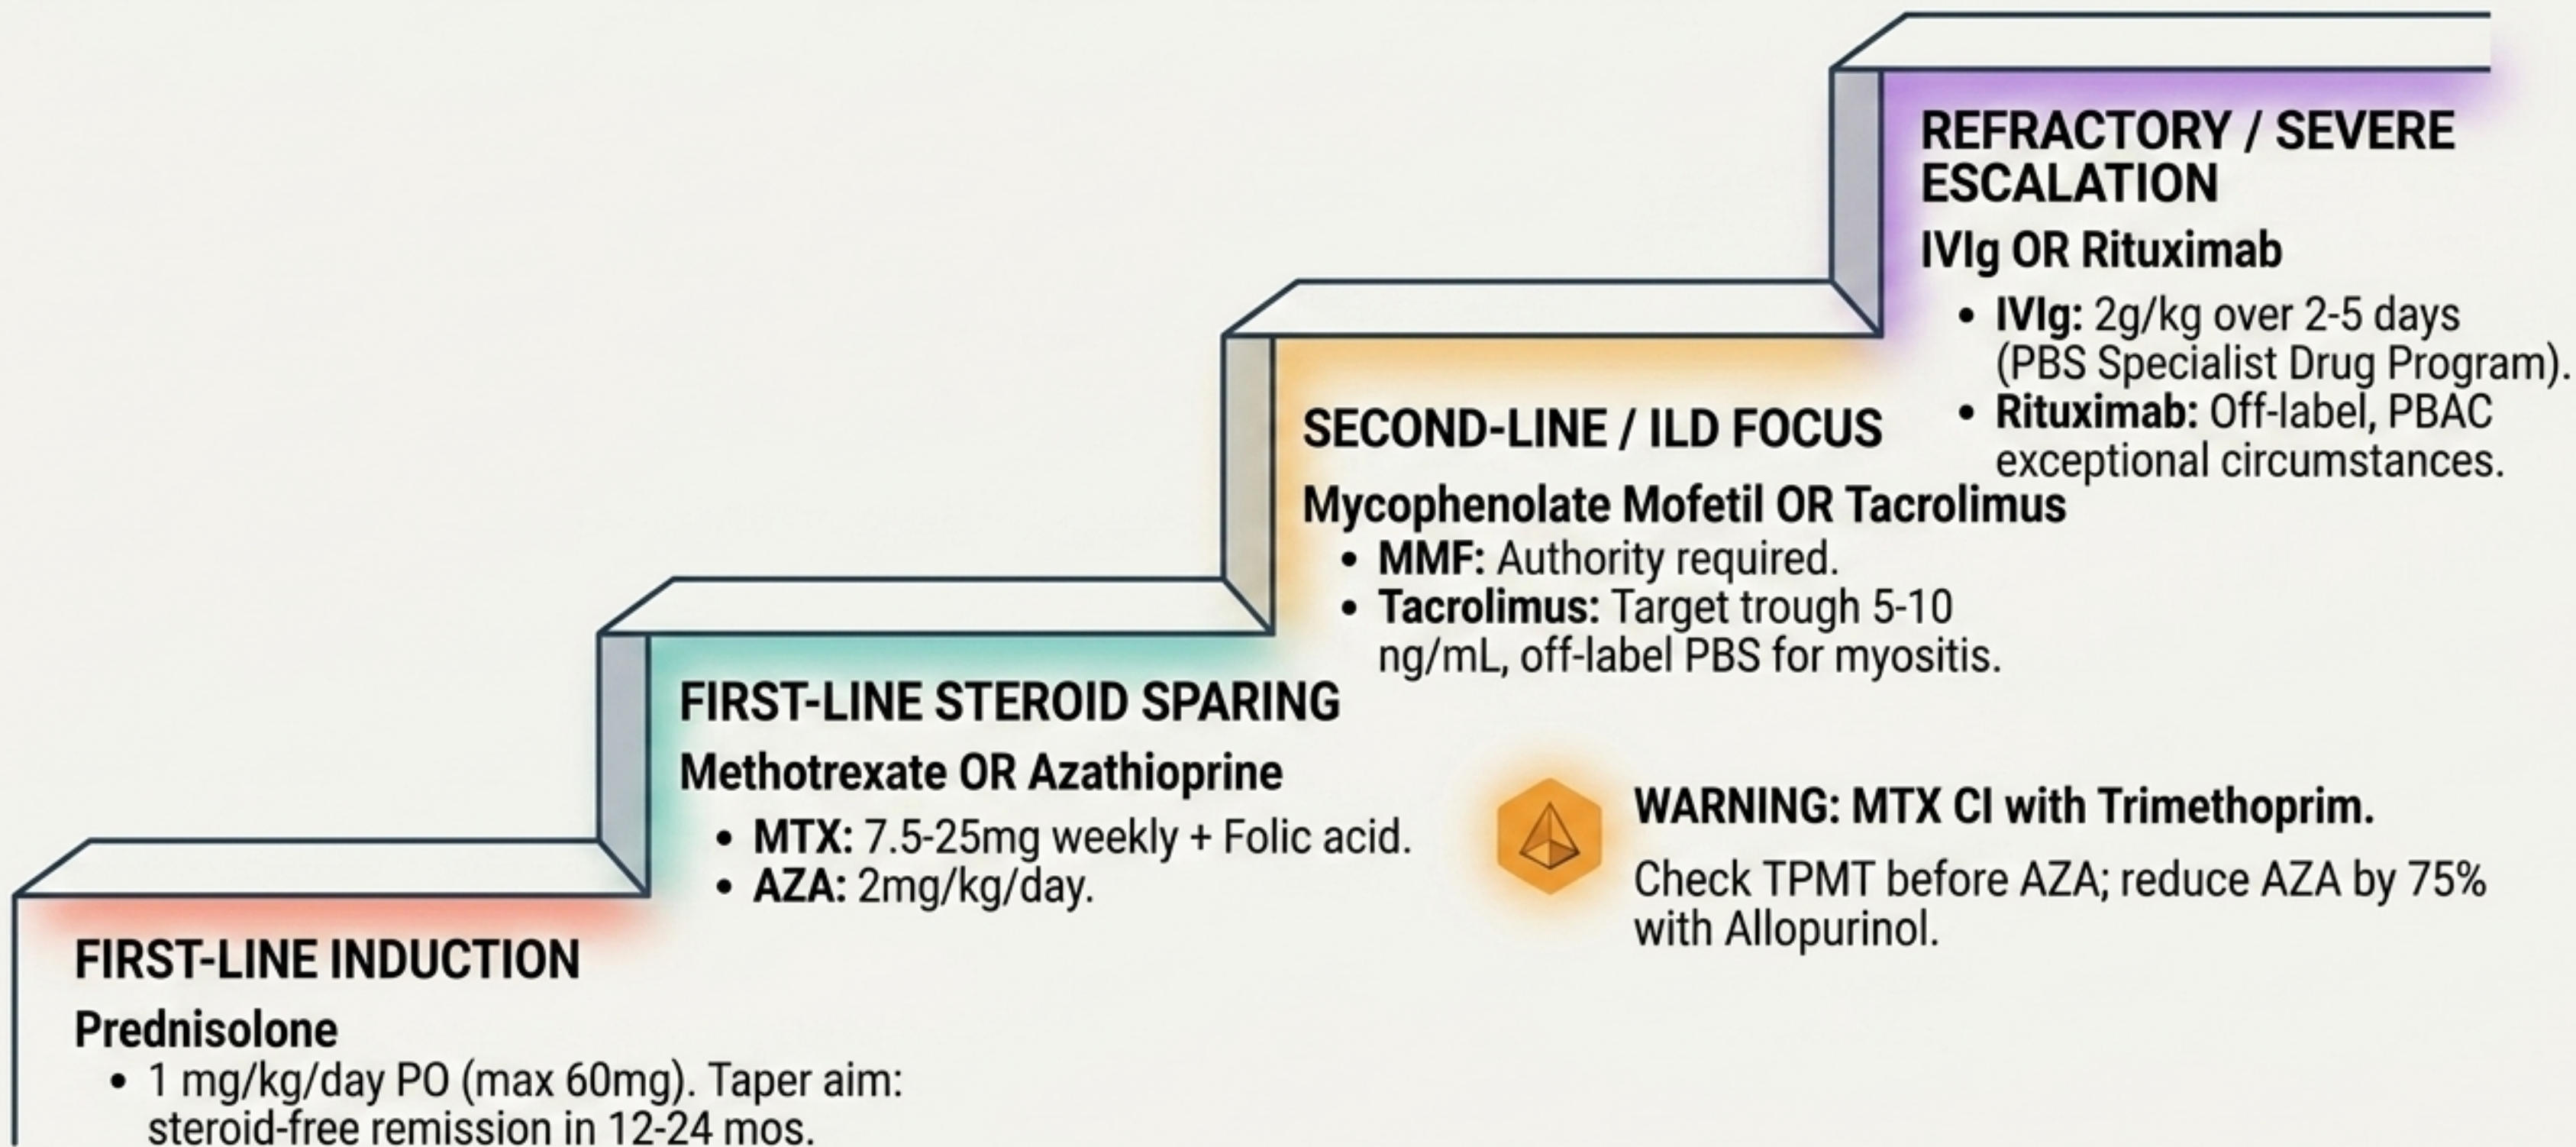 REFRACTORY / SEVERE
ESCALATION
IVIg OR Rituximab
• IVIg: 2g/kg over 2-5 days
(PBS Specialist Drug Program).
• Rituximab: Off-label, PBAC
exceptional circumstances.
SECOND-LINE / ILD FOCUS
Mycophenolate Mofetil OR Tacrolimus
• MMF: Authority required.
• Tacrolimus: Target trough 5-10
ng/mL, off-label PBS for myositis.
FIRST-LINE STEROID SPARING
Methotrexate OR Azathioprine
• MTX: 7.5-25mg weekly + Folic acid.
• AZA: 2mg/kg/day.
WARNING: MTX CI with Trimethoprim.
Check TPMT before AZA; reduce AZA by 75%
with Allopurinol.
FIRST-LINE INDUCTION
Prednisolone
• 1 mg/kg/day PO (max 60mg). Taper aim:
steroid-free remission in 12-24 mos.